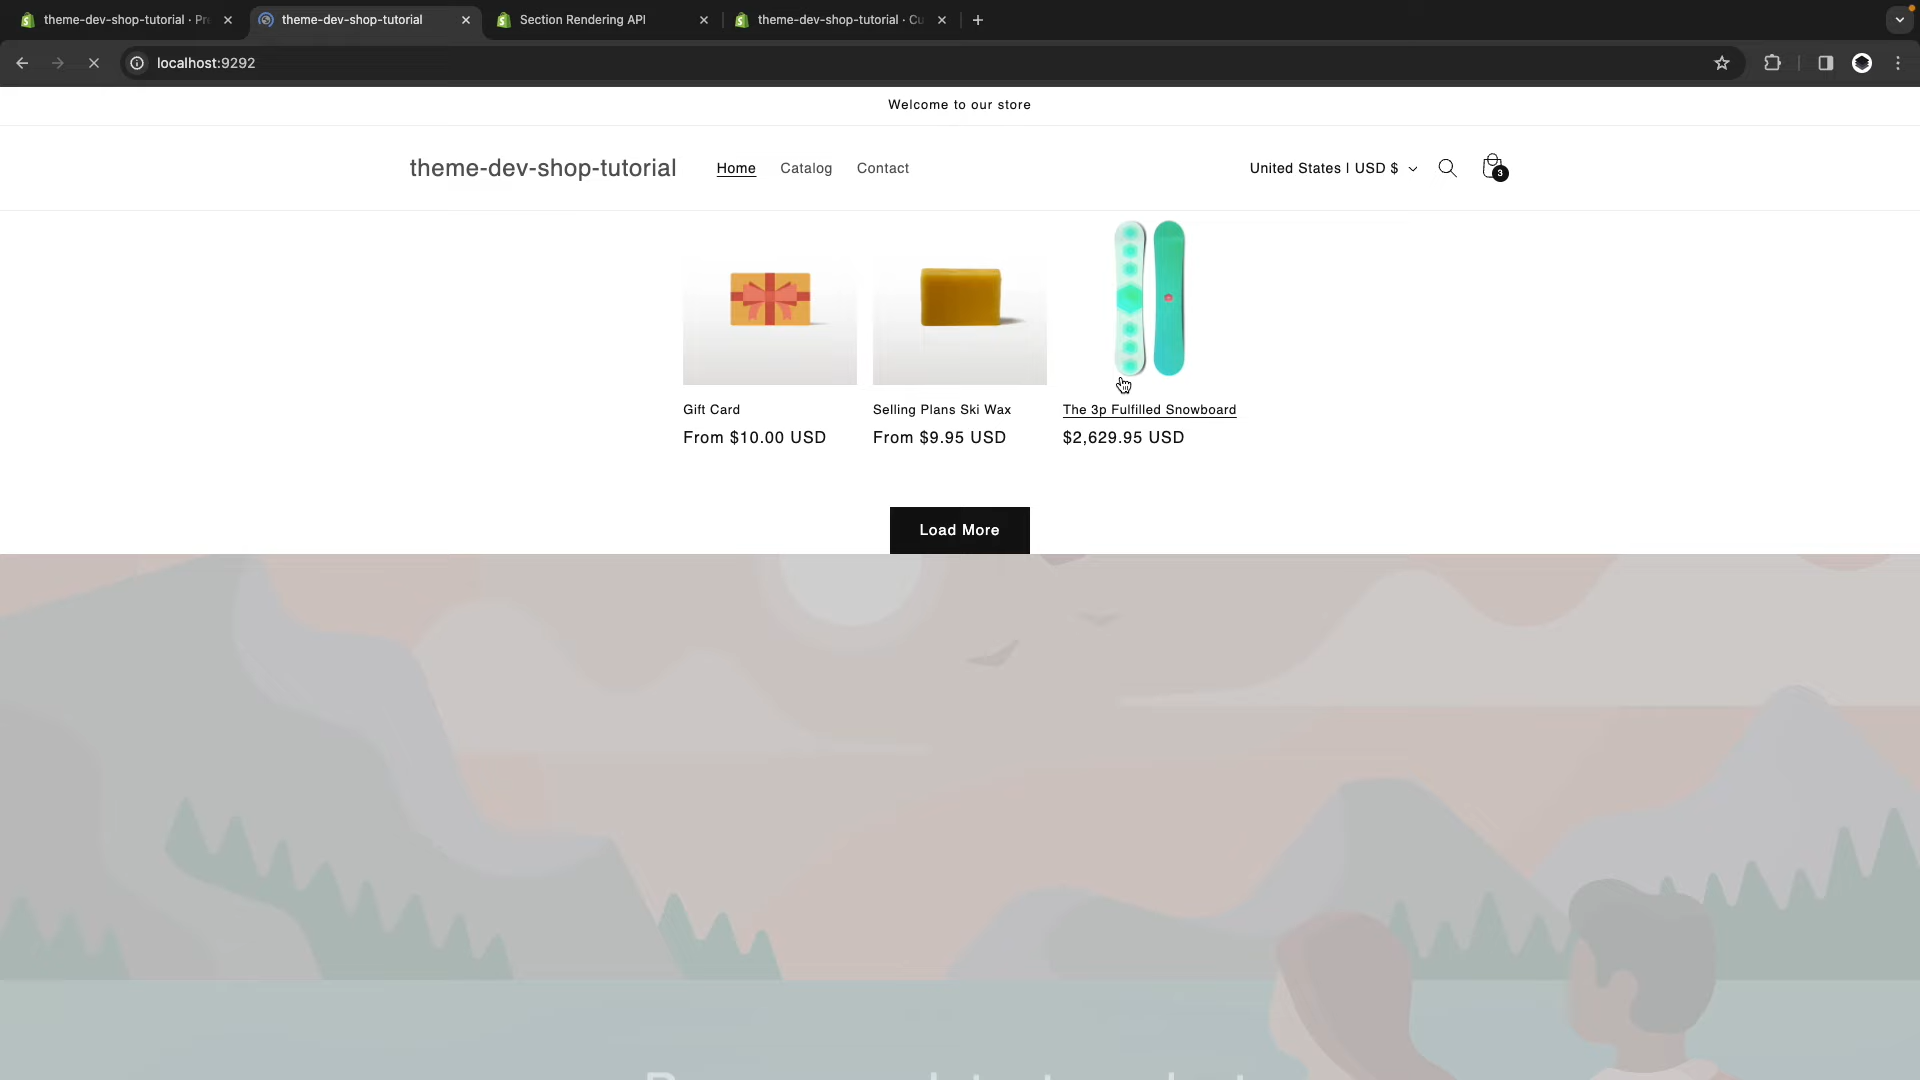 theme-dev-shop-tutorial · Pr
theme-dev-shop-tutorial
Section Rendering API
theme-dev-shop-tutorial · Cu
localhost:9292
Welcome to our store
theme-dev-shop-tutorial
Home
Catalog
Contact
United States | USD $
3
Gift Card
Selling Plans Ski Wax
The 3p Fulfilled Snowboard
From $10.00 USD
From $9.95 USD
$2,629.95 USD
Load More